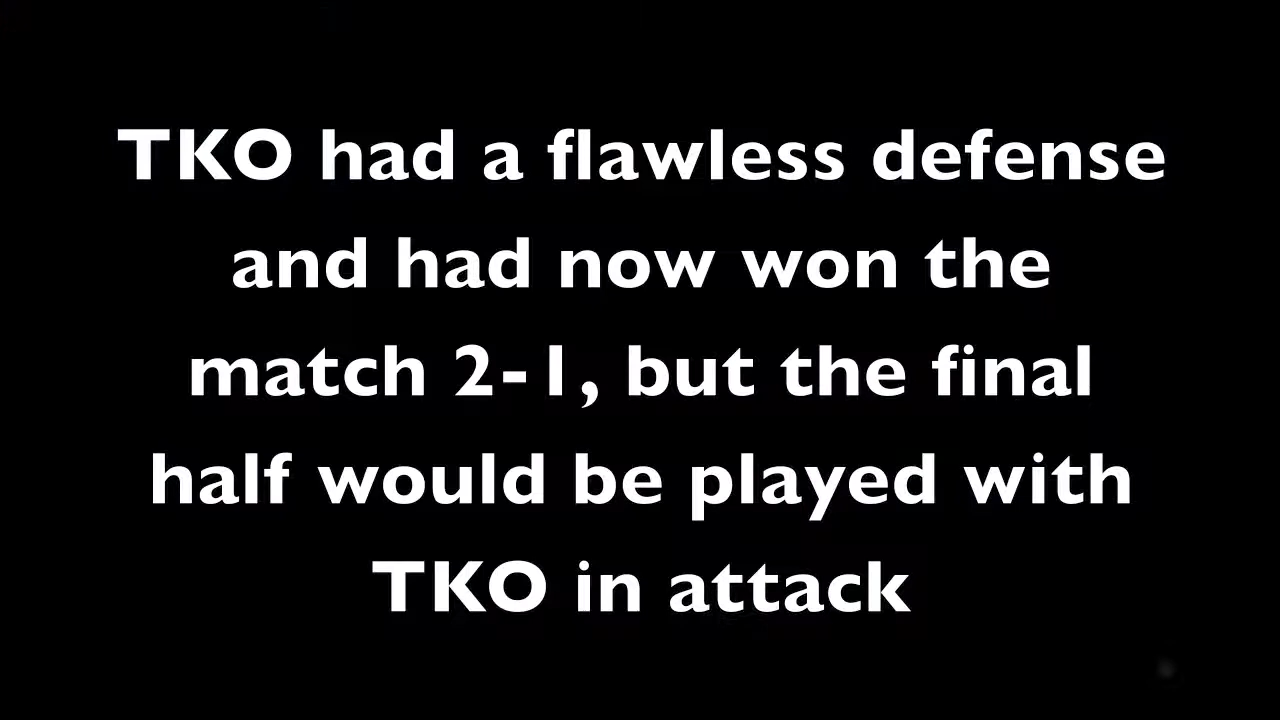 TKO had a flawless defense
and had now won the
match 2-1, but the final
half would be played with
TKO in attack